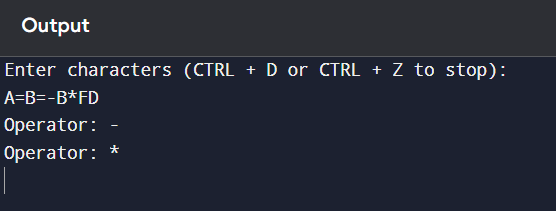 Output
Enter characters (CTRL + D or CTRL + Z to stop):
A=B=-B*FD
Operator: -
Operator: *